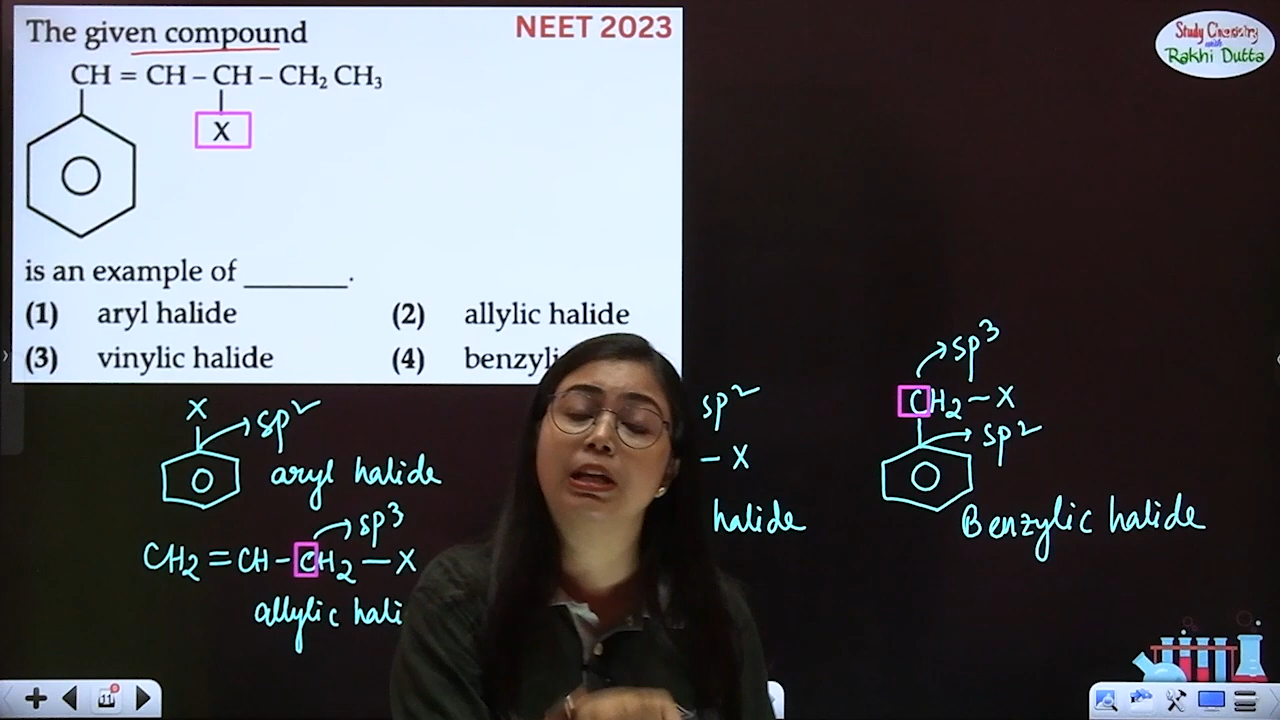 The given compound
NEET 2023
Study Chemistry
with
Rakhi Dutta
CH = CH – CH – CH₂ CH₃
X
is an example of ________.
(1) aryl halide (2) allylic halide
(3) vinylic halide (4)
X
sp²
aryl halide
CH₂ = CH – CH₂ – X
sp³
allylic
sp²
– X
halide
sp³
CH₂ – X
sp²
Benzylic halide
11